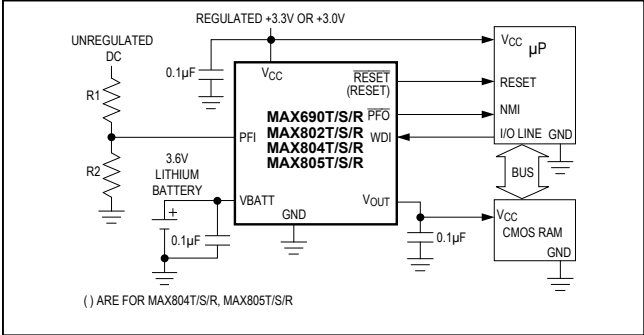 REGULATED +3.3V OR +3.0V
UNREGULATED
DC
0.1µF
VCC
VCC
µP
R1
RESET
(RESET)
RESET
MAX690T/S/R
MAX802T/S/R
MAX804T/S/R
MAX805T/S/R
PFO
NMI
PFI
WDI
I/O LINE
GND
R2
3.6V
LITHIUM
BATTERY
BUS
VBATT
VOUT
GND
VCC
CMOS RAM
+
0.1µF
0.1µF
GND
( ) ARE FOR MAX804T/S/R, MAX805T/S/R